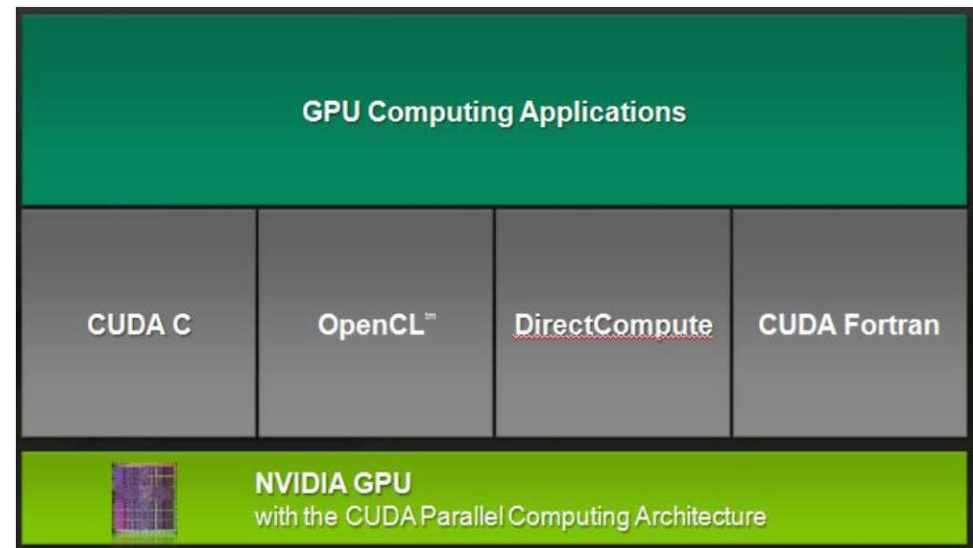 GPU Computing Applications
CUDA C
OpenCL™
DirectCompute
CUDA Fortran
NVIDIA GPU
with the CUDA Parallel Computing Architecture